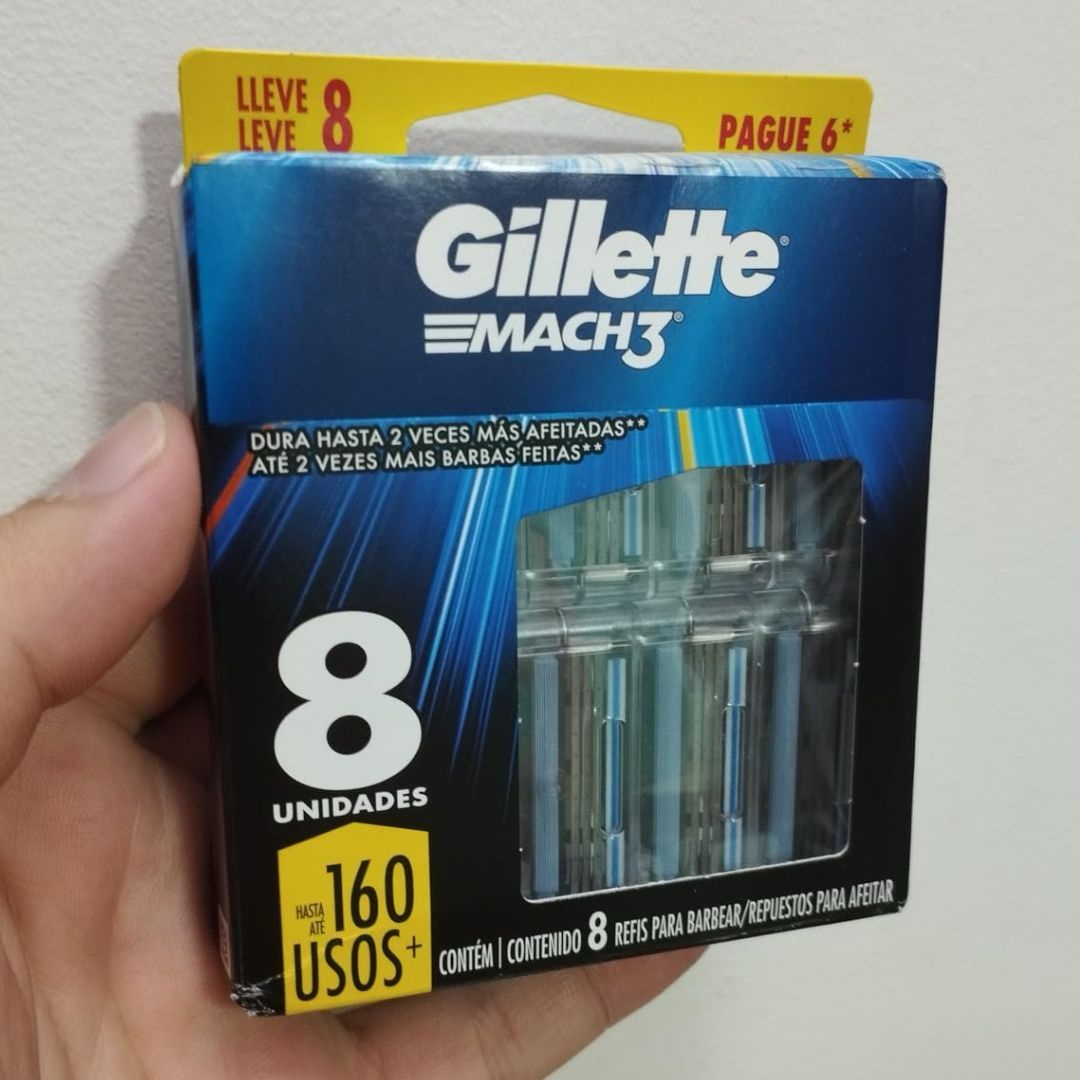 LLEVE 8
LEVE
PAGUE 6*
Gillette®
MACH3®
DURA HASTA 2 VECES MÁS AFEITADAS**
ATÉ 2 VEZES MAIS BARBAS FEITAS**
8
UNIDADES
HASTA
ATÉ
160
USOS+
CONTÉM | CONTENIDO 8 REFIS PARA BARBEAR/REPUESTOS PARA AFEITAR